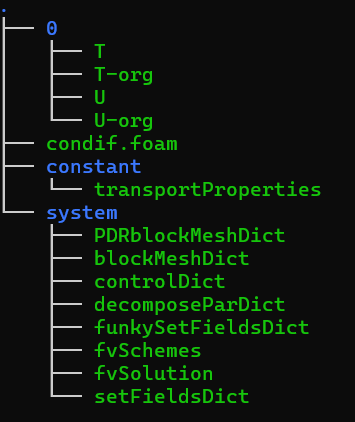 .
0
T
T-org
U
U-org
condif.foam
constant
transportProperties
system
PDRblockMeshDict
blockMeshDict
controlDict
decomposeParDict
funkySetFieldsDict
fvSchemes
fvSolution
setFieldsDict